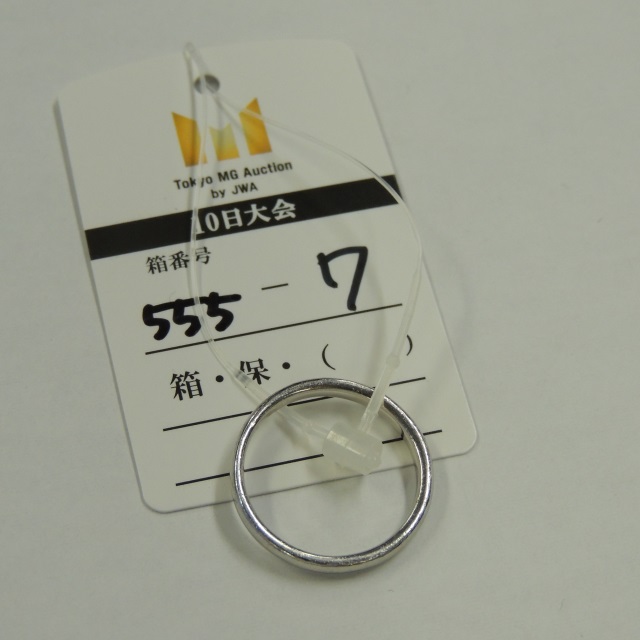 Tokyo MG Auction
by JWA
10日大会
箱番号
555 - 7
箱・保・（　　）